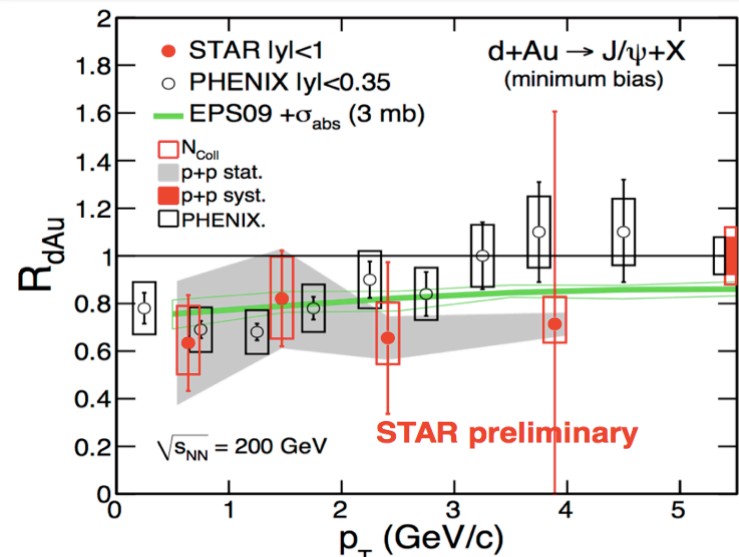 2
1.8
1.6
1.4
1.2
1
0.8
0.6
0.4
0.2
0
R_dAu
STAR |y|<1
PHENIX |y|<0.35
EPS09 +σ_abs (3 mb)
N_Coll
p+p stat.
p+p syst.
PHENIX.
d+Au → J/ψ+X
(minimum bias)
STAR preliminary
√s_NN = 200 GeV
0 1 2 3 4 5
p_T (GeV/c)